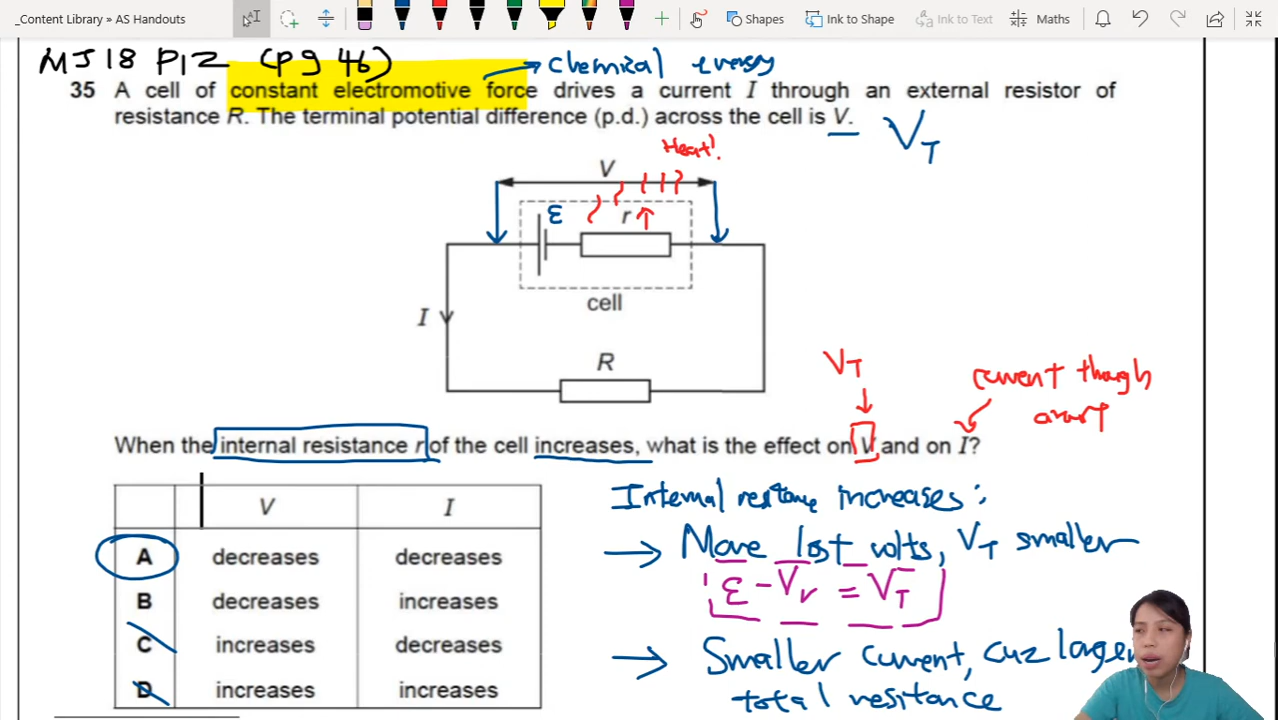 _Content Library » AS Handouts
Shapes
Ink to Shape
Ink to Text
Maths
MJ18 P12 (pg 46)
→ chemical energy
35 A cell of constant electromotive force drives a current I through an external resistor of
resistance R. The terminal potential difference (p.d.) across the cell is V.
VT
Heat!
V
ε
r
cell
I
R
VT
current though
When the internal resistance r of the cell increases, what is the effect on V and on I?
V I
A decreases decreases
B decreases increases
C increases decreases
D increases increases
Internal resistance increases:
→ More lost volts, VT smaller
ε - Vr = VT
→ Smaller current, cuz larger
total resistance